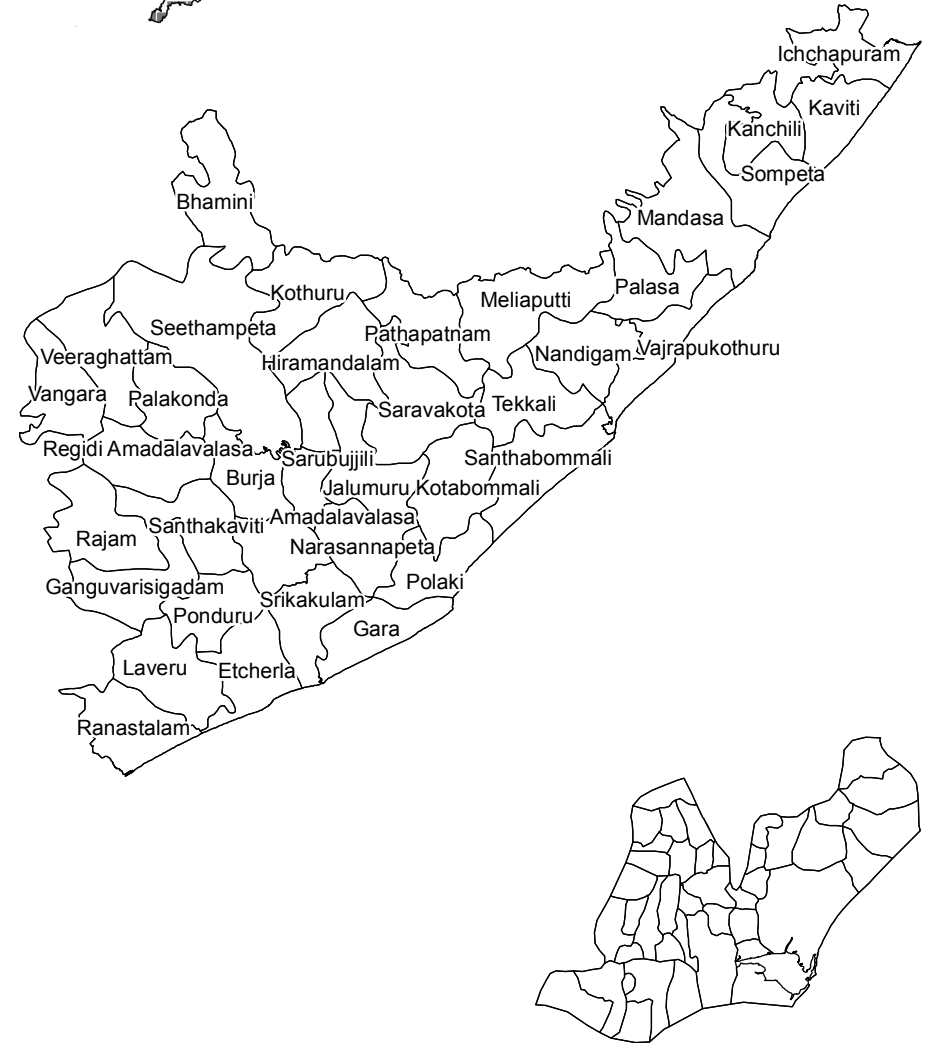 Ichchapuram
Kaviti
Kanchili
Sompeta
Bhamini
Mandasa
Palasa
Kothuru
Meliaputti
Seethampeta
Pathapatnam
Veeraghattam
Hiramandalam
Nandigam
Vajrapukothuru
Vangara
Palakonda
Saravakota
Tekkali
Regidi Amadalavalasa
Sarubujjili
Santhabommali
Burja
Jalumuru
Kotabommali
Amadalavalasa
Santhakaviti
Rajam
Narasannapeta
Ganguvarisigadam
Polaki
Srikakulam
Ponduru
Gara
Laveru
Etcherla
Ranastalam